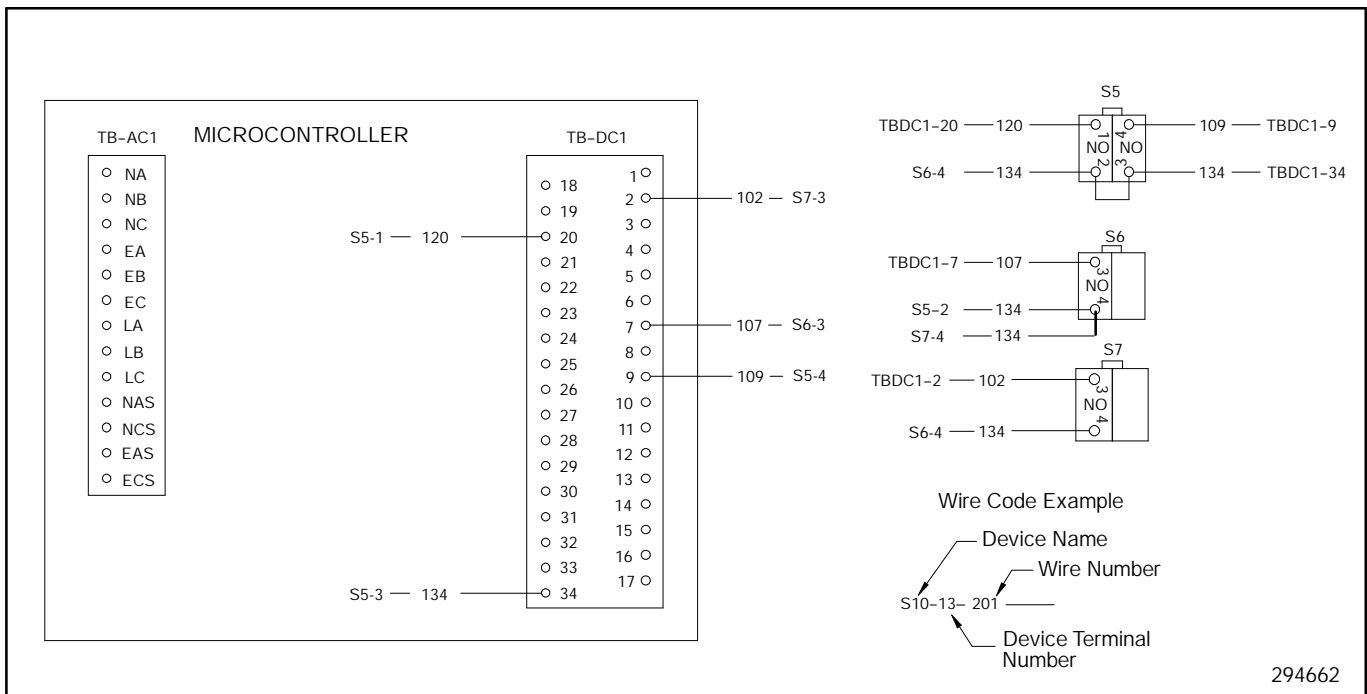 MICROCONTROLLER
TB-AC1
NA
NB
NC
EA
EB
EC
LA
LB
LC
NAS
NCS
EAS
ECS
TB-DC1
18
19
S5-1 120 20
21
22
23
24
25
26
27
28
29
30
31
32
33
S5-3 134 34
1
2 102 S7-3
3
4
5
6
7 107 S6-3
8
9 109 S5-4
10
11
12
13
14
15
16
17
S5
TBDC1-20 120 1 4 109 TBDC1-9
NO NO
S6-4 134 2 3 134 TBDC1-34
S6
TBDC1-7 107 3
NO
S5-2 134 4
S7-4 134
S7
TBDC1-2 102 3
NO
S6-4 134 4
Wire Code Example
Device Name
Wire Number
S10-13- 201
Device Terminal
Number
294662